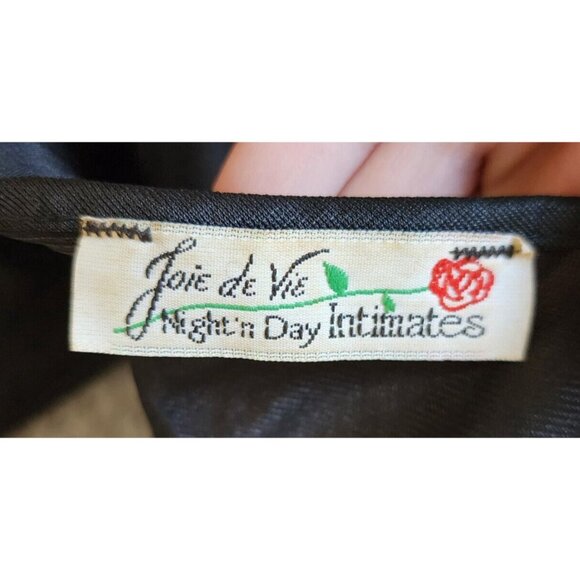 Joie de Vie
Night'n Day Intimates